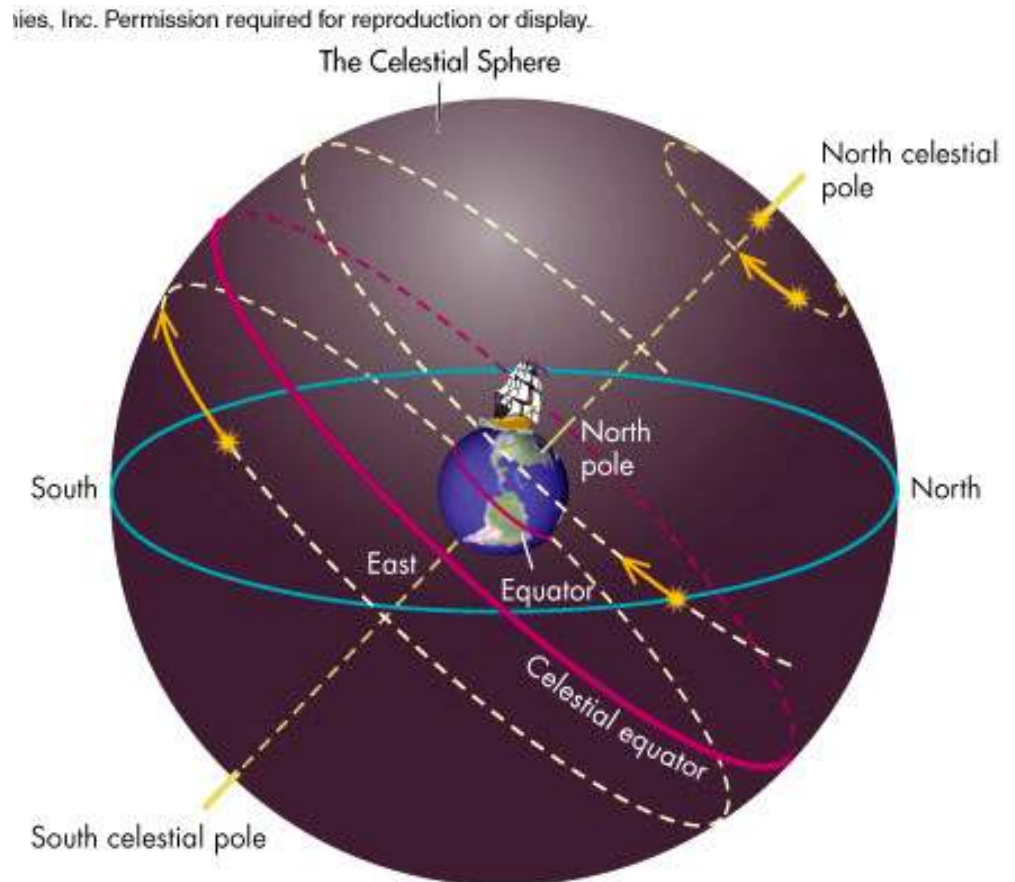 ies, Inc. Permission required for reproduction or display.
The Celestial Sphere
North celestial
pole
North
pole
South
North
East
Equator
Celestial equator
South celestial pole